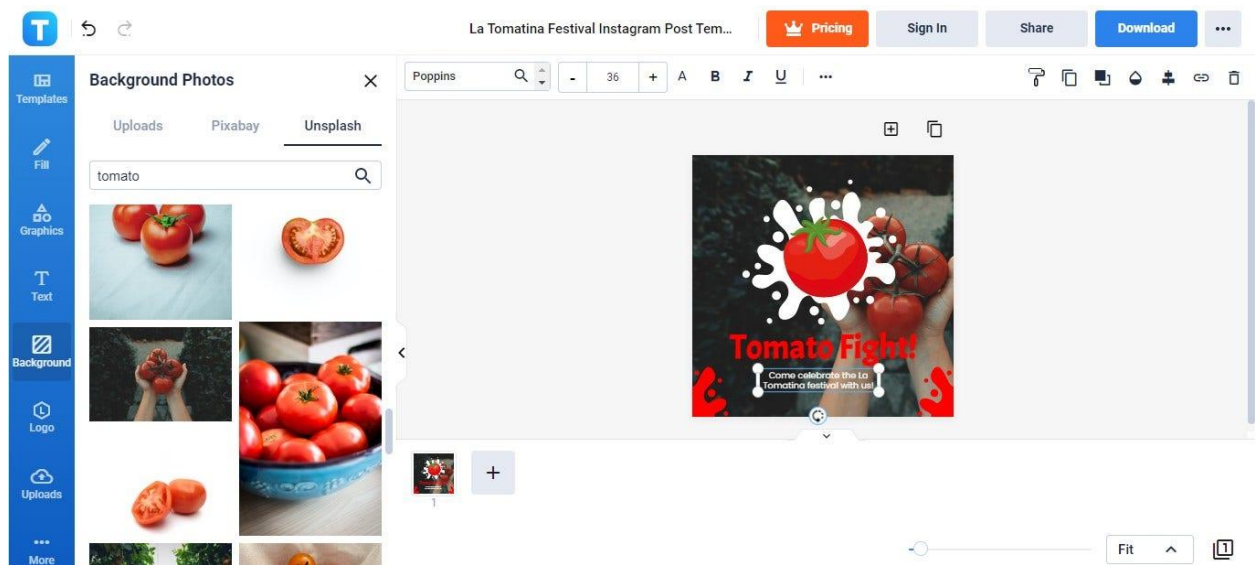 T
La Tomatina Festival Instagram Post Tem...
Pricing
Sign In
Share
Download
Templates
Fill
Graphics
T
Text
Background
Logo
Uploads
More
Background Photos
Uploads
Pixabay
Unsplash
tomato
Poppins
- 36 + A B I U
Tomato Fight!
Come celebrate the La
Tomatina festival with us!
1
+
Fit
1